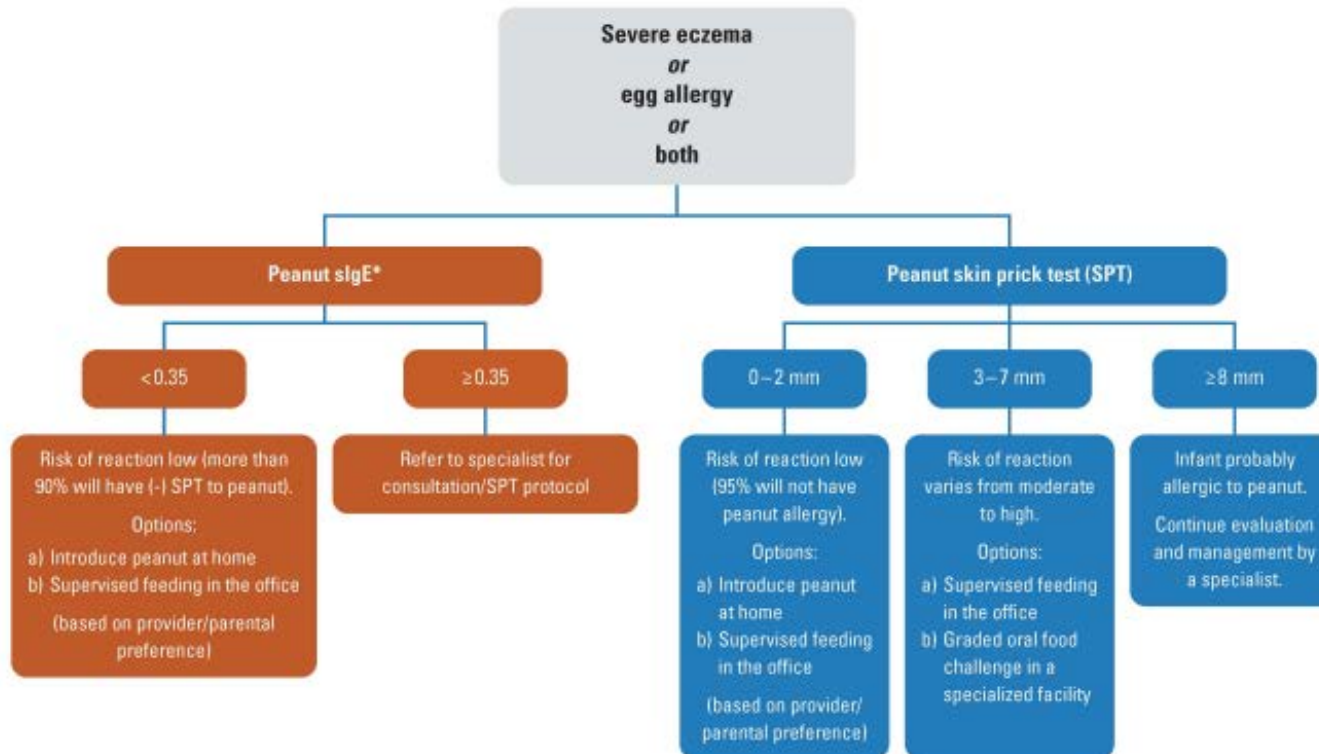 Severe eczema
or
egg allergy
or
both
Peanut sIgE*
Peanut skin prick test (SPT)
<0.35
≥0.35
0–2 mm
3–7 mm
≥8 mm
Risk of reaction low (more than
90% will have (-) SPT to peanut).
Options:
a) Introduce peanut at home
b) Supervised feeding in the office
(based on provider/parental
preference)
Refer to specialist for
consultation/SPT protocol
Risk of reaction low
(95% will not have
peanut allergy).
Options:
a) Introduce peanut
at home
b) Supervised feeding
in the office
(based on provider/
parental preference)
Risk of reaction
varies from moderate
to high.
Options:
a) Supervised feeding
in the office
b) Graded oral food
challenge in a
specialized facility
Infant probably
allergic to peanut.
Continue evaluation
and management by
a specialist.